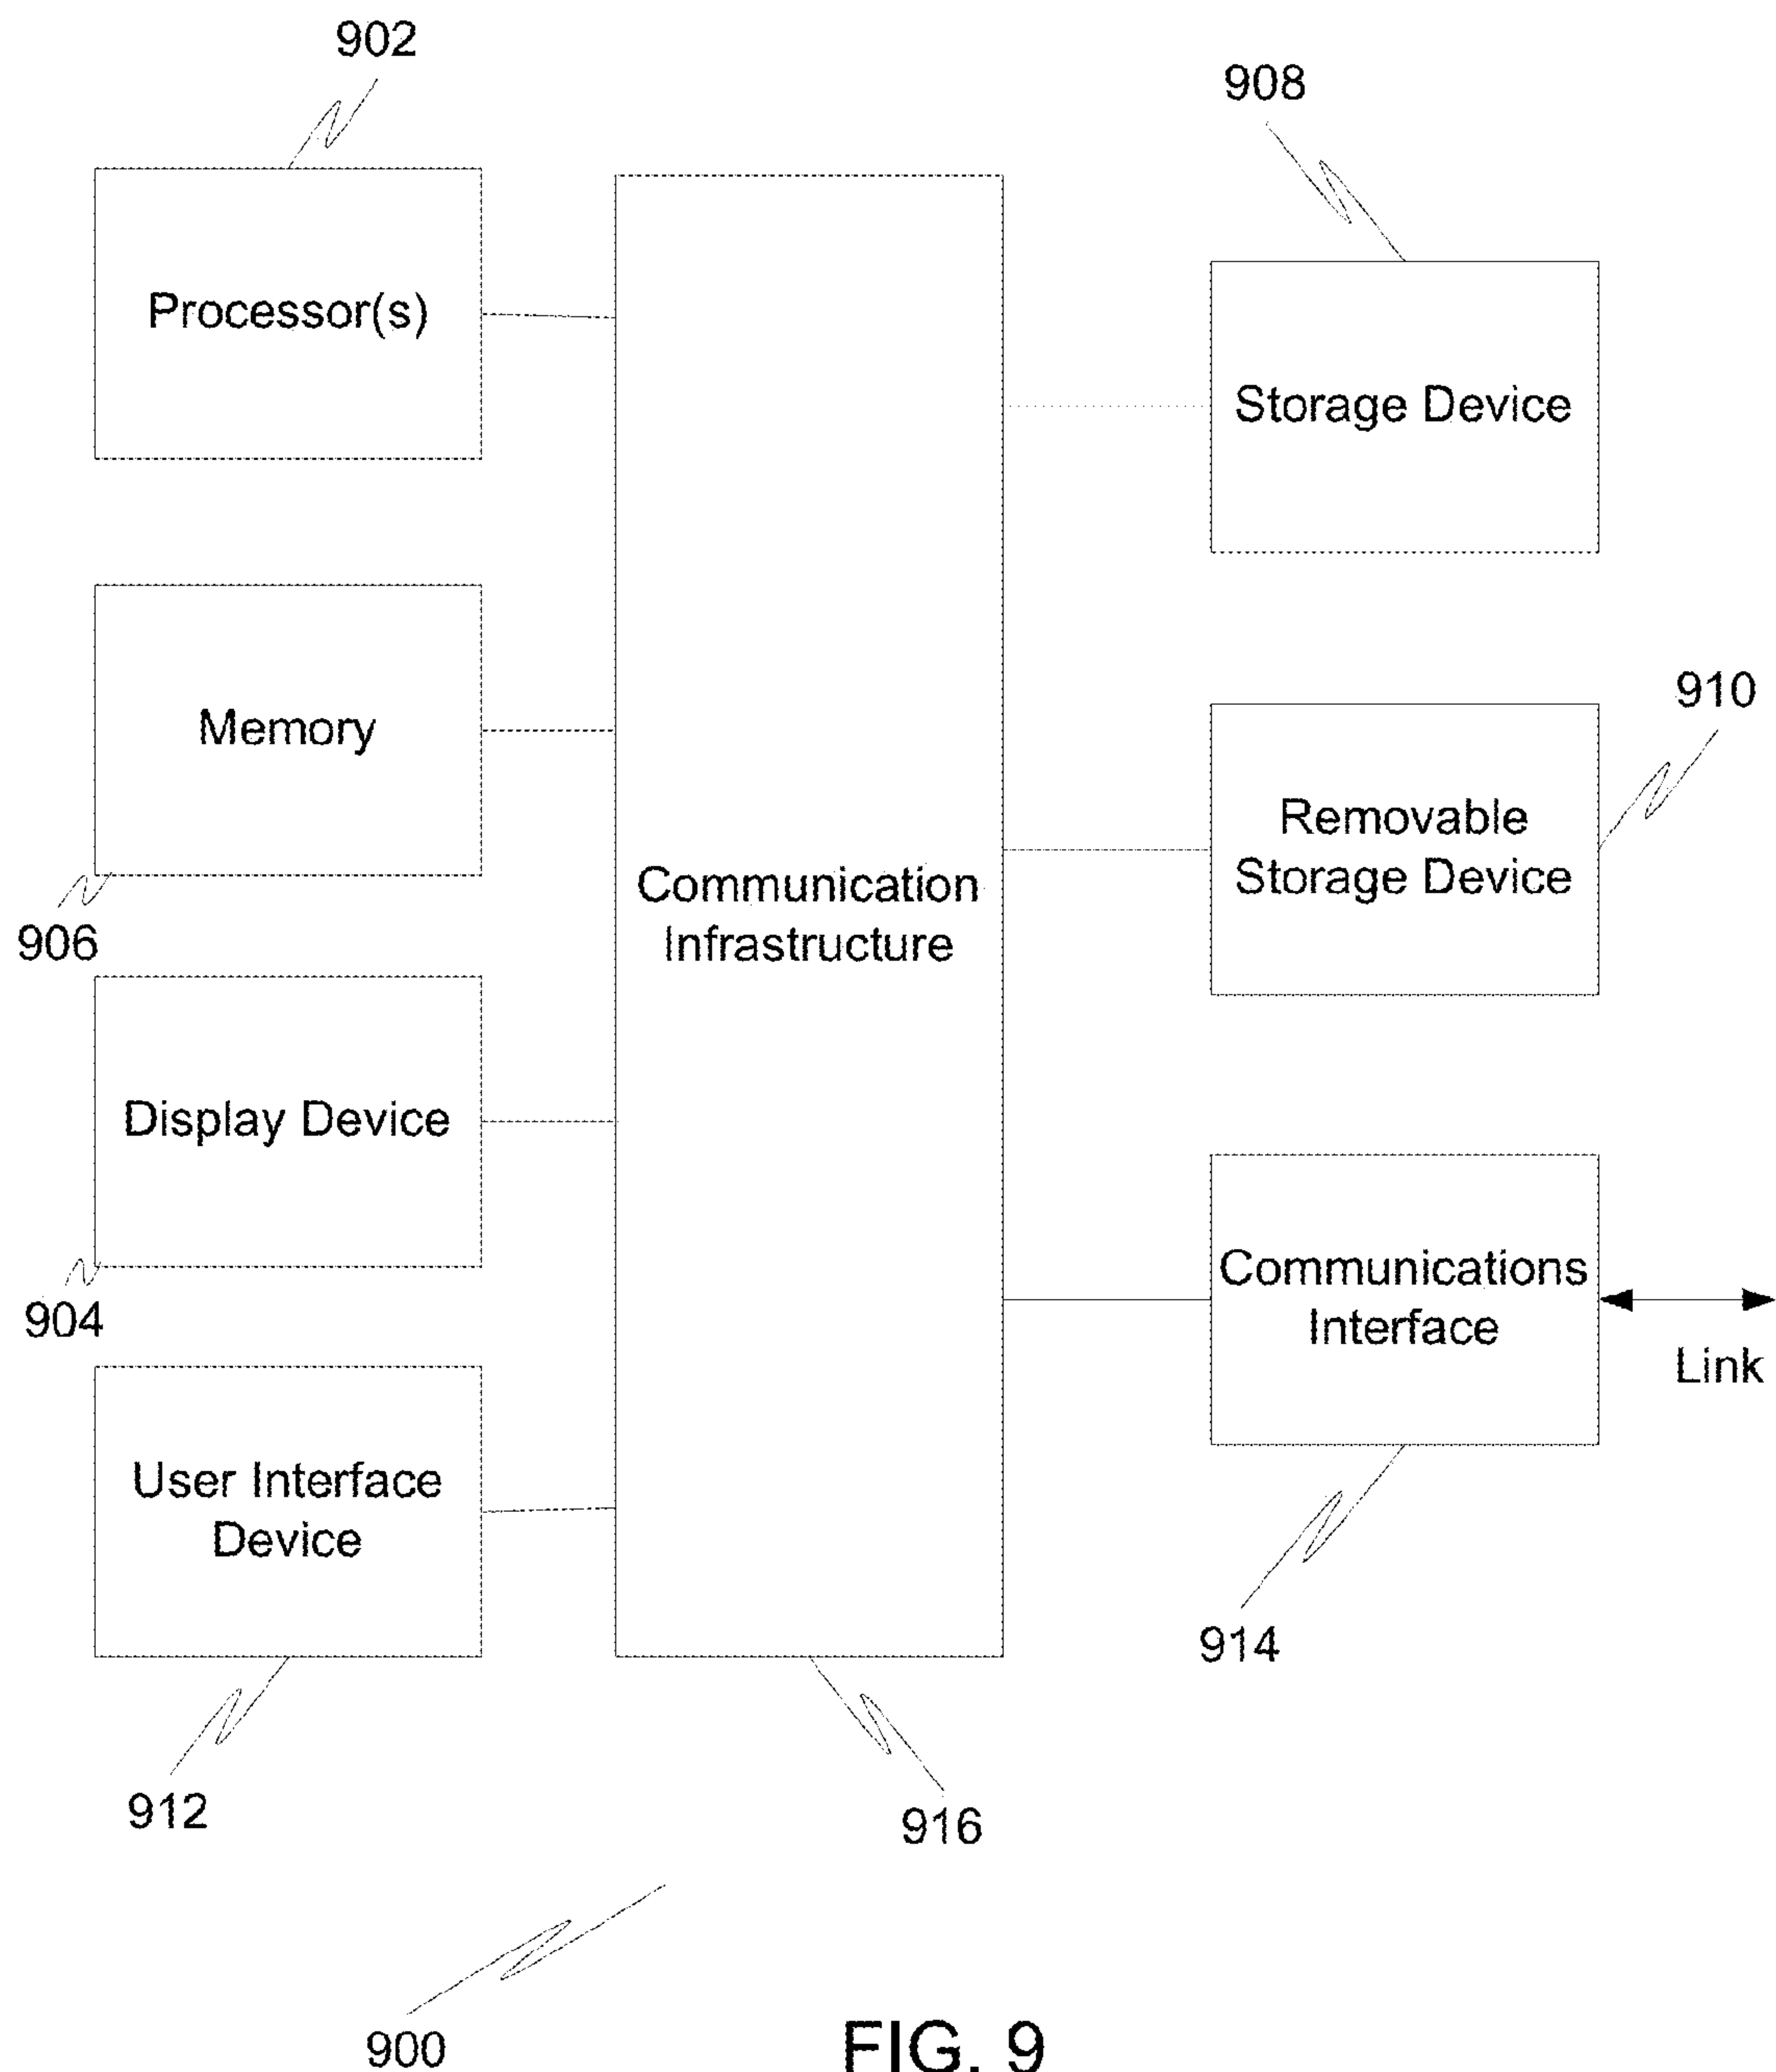 902
908
Processor(s)
Storage Device
910
Memory
Removable
Storage Device
Communication
Infrastructure
906
Display Device
Communications
Interface
Link
904
User Interface
Device
914
912
916
900
FIG. 9